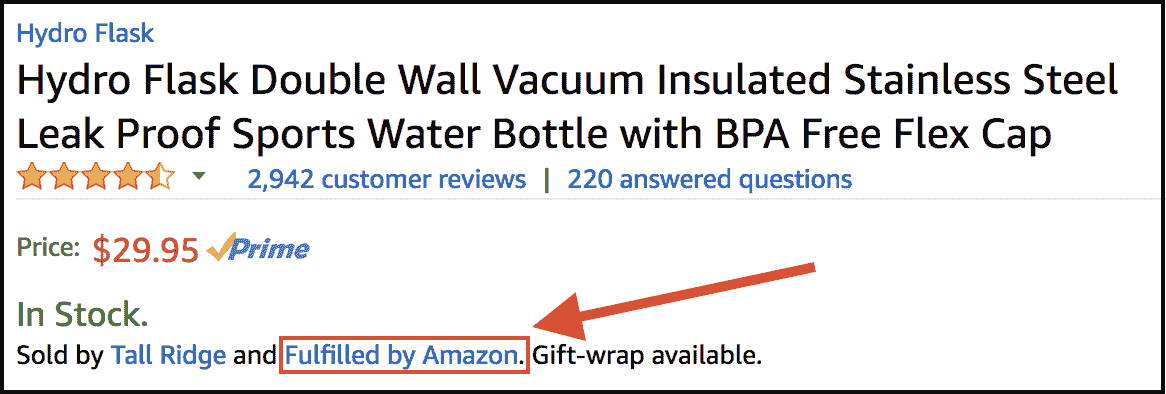 Hydro Flask
Hydro Flask Double Wall Vacuum Insulated Stainless Steel
Leak Proof Sports Water Bottle with BPA Free Flex Cap
2,942 customer reviews | 220 answered questions
Price: $29.95 Prime
In Stock.
Sold by Tall Ridge and Fulfilled by Amazon. Gift-wrap available.